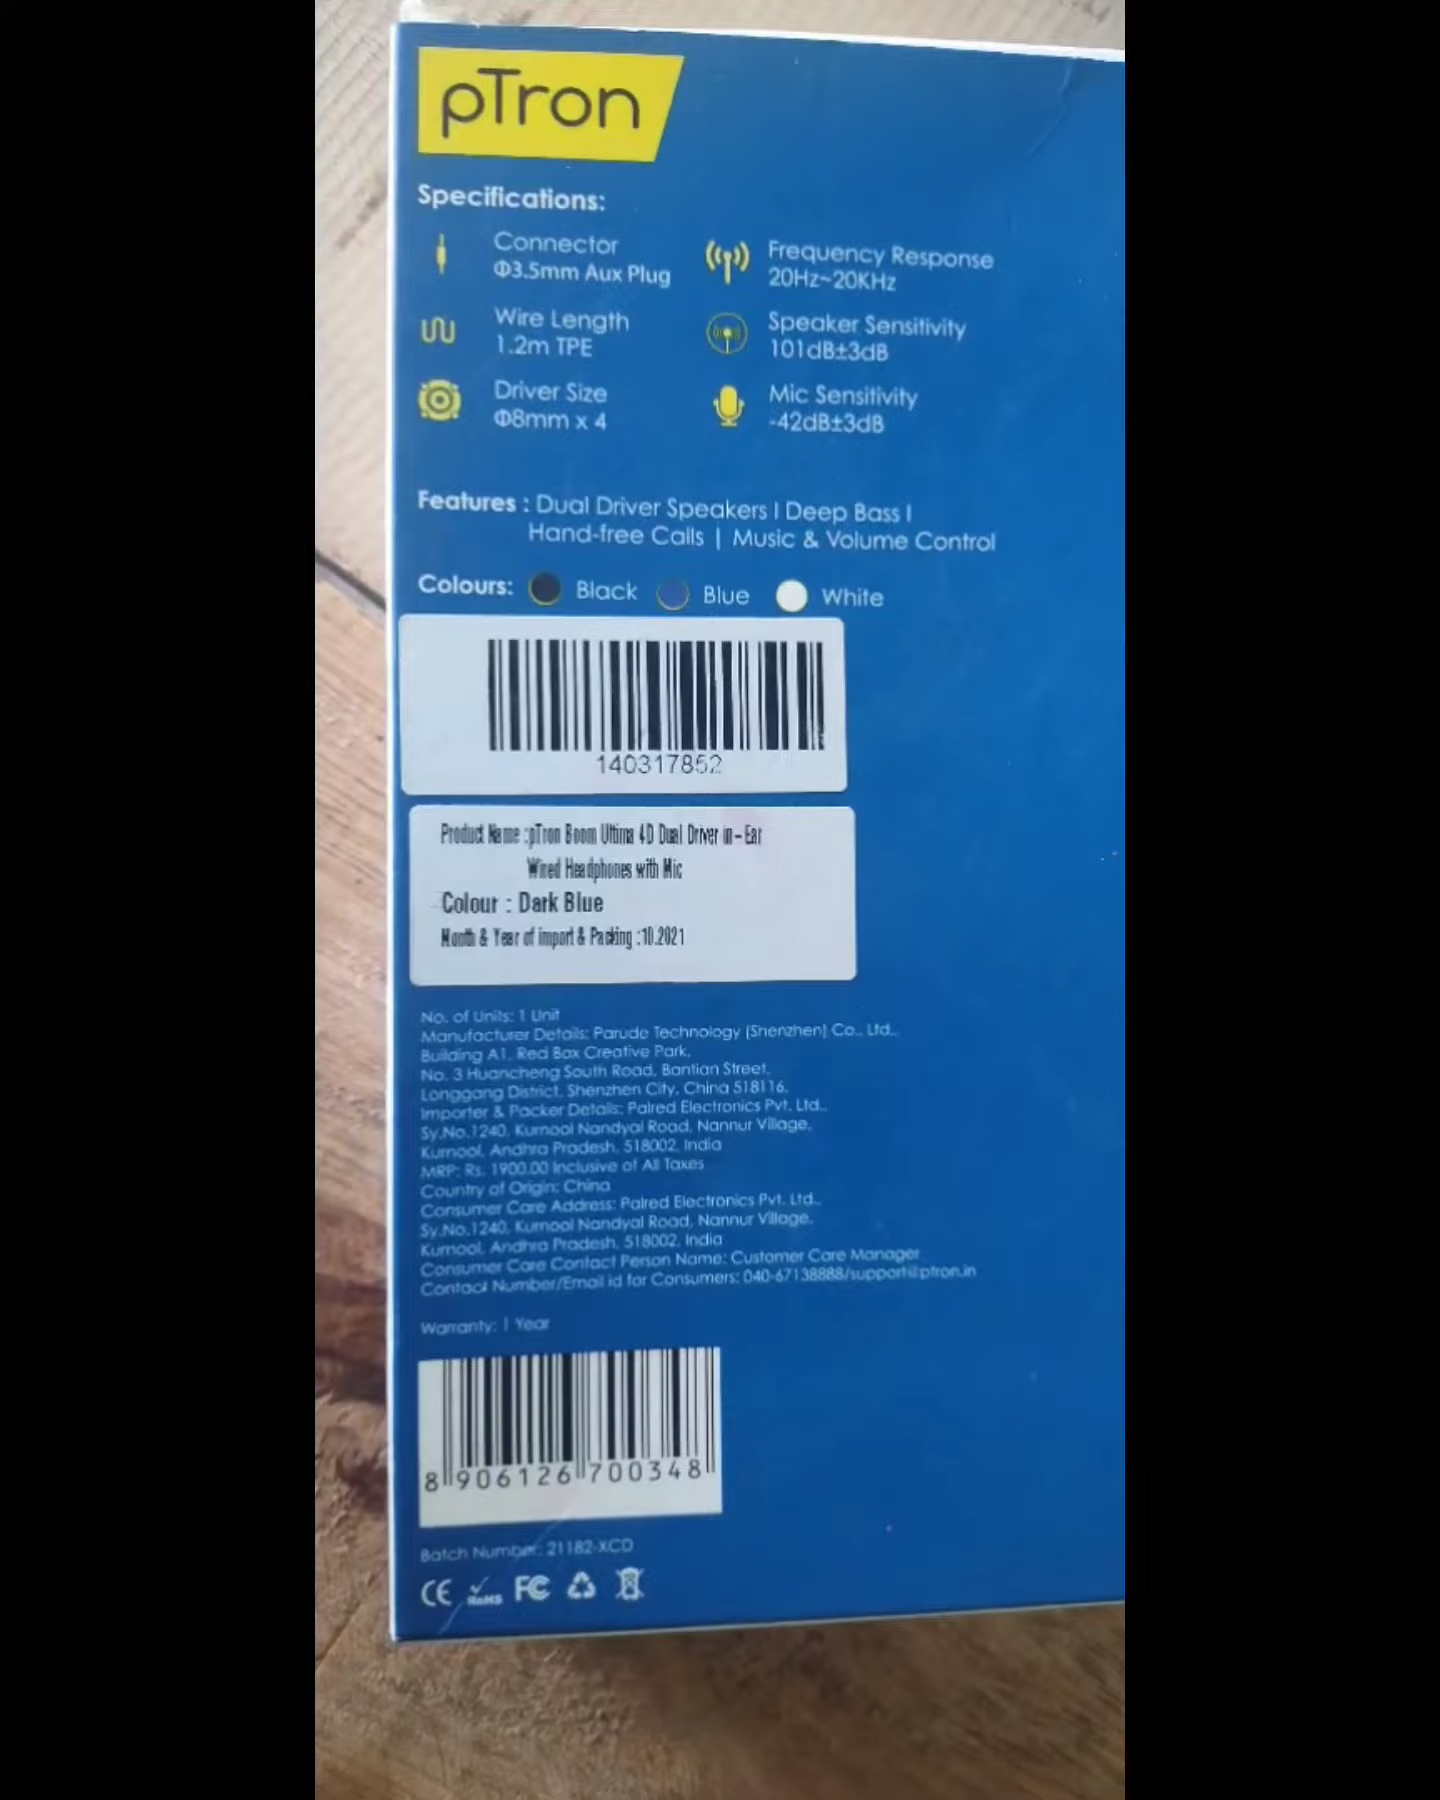 pTron
Specifications:
Connector
Φ3.5mm Aux Plug
Frequency Response
20Hz~20KHz
Wire Length
1.2m TPE
Speaker Sensitivity
101dB±3dB
Driver Size
Φ8mm x 4
Mic Sensitivity
-42dB±3dB
Features : Dual Driver Speakers I Deep Bass I
Hand-free Calls | Music & Volume Control
Colours: Black Blue White
140317852
Product Name :pTron Boom Ultima 4D Dual Driver in-Ear
Wired Headphones with Mic
Colour : Dark Blue
Month & Year of import & Packing :10.2021
No. of Units: 1 Unit
Manufacturer Details: Parude Technology (Shenzhen) Co., Ltd.,
Building A1, Red Box Creative Park,
No. 3 Huancheng South Road, Bantian Street,
Longgang District, Shenzhen City, China 518116.
Importer & Packer Details: Palred Electronics Pvt. Ltd.,
Sy.No.1240, Kurnool Nandyal Road, Nannur Village,
Kurnool, Andhra Pradesh, 518002, India
MRP: Rs. 1900.00 Inclusive of All Taxes
Country of Origin: China
Consumer Care Address: Palred Electronics Pvt. Ltd.,
Sy.No.1240, Kurnool Nandyal Road, Nannur Village,
Kurnool, Andhra Pradesh, 518002, India
Consumer Care Contact Person Name: Customer Care Manager
Contact Number/Email id for Consumers: 040-67138888/support@ptron.in
Warranty: 1 Year
8 906126 700348
Batch Number: 21182-XCD
CE RoHS FC